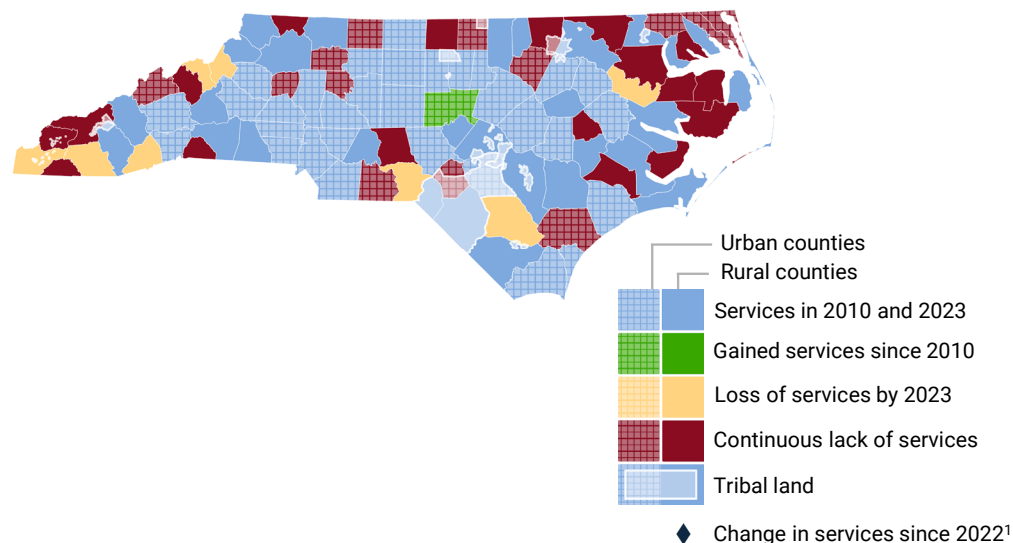 Urban counties
Rural counties
Services in 2010 and 2023
Gained services since 2010
Loss of services by 2023
Continuous lack of services
Tribal land
Change in services since 2022¹